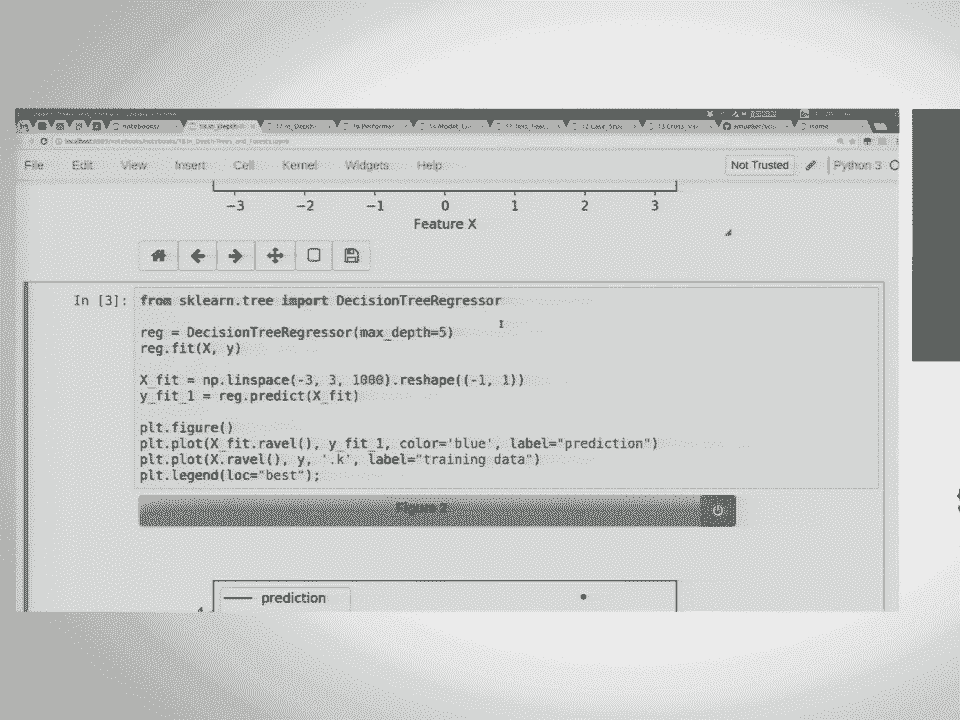 File Edit View Insert Cell Kernel Widgets Help Not Trusted Python 3
−3 −2 −1 0 1 2 3
Feature X
In [3]: from sklearn.tree import DecisionTreeRegressor
reg = DecisionTreeRegressor(max_depth=5)
reg.fit(X, y)
X_fit = np.linspace(-3, 3, 1000).reshape((-1, 1))
y_fit_1 = reg.predict(X_fit)
plt.figure()
plt.plot(X_fit.ravel(), y_fit_1, color='blue', label="prediction")
plt.plot(X.ravel(), y, '.k', label="training data")
plt.legend(loc="best");
Figure 2
prediction
4